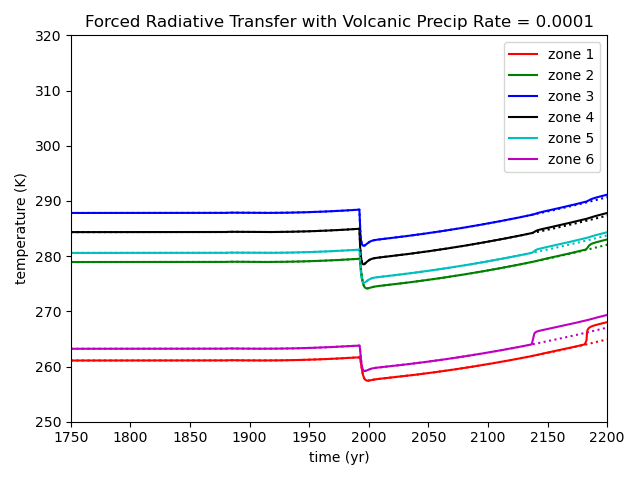 Forced Radiative Transfer with Volcanic Precip Rate = 0.0001
320
310
300
290
280
270
260
250
temperature (K)
zone 1
zone 2
zone 3
zone 4
zone 5
zone 6
1750 1800 1850 1900 1950 2000 2050 2100 2150 2200
time (yr)